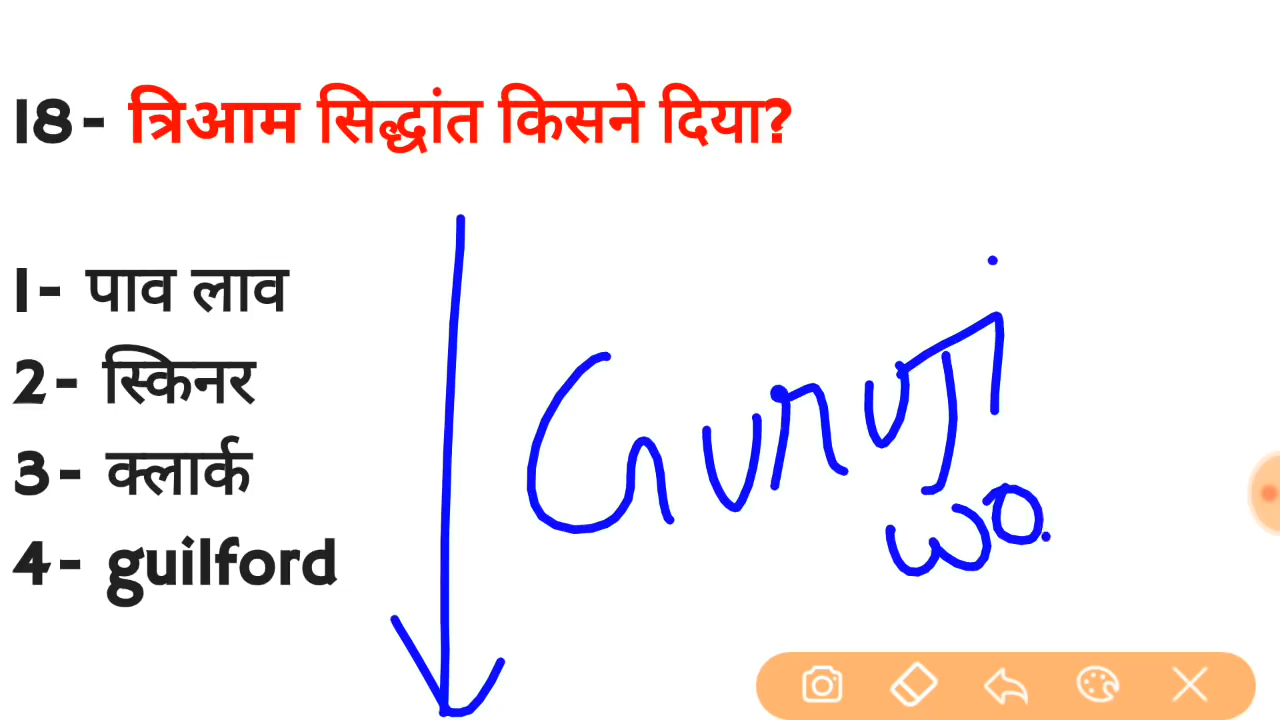 18- त्रिआम सिद्धांत किसने दिया?
1- पाव लाव
2- स्किनर
3- क्लार्क
4- guilford
Guruji
wo.